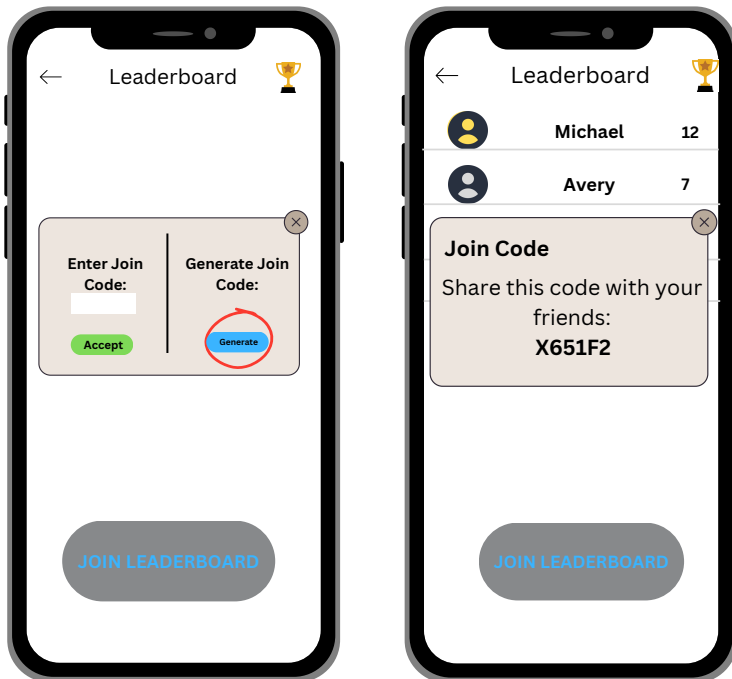 Leaderboard
Enter Join
Code:
Accept
Generate Join
Code:
Generate
JOIN LEADERBOARD
Leaderboard
Michael 12
Avery 7
Join Code
Share this code with your
friends:
X651F2
JOIN LEADERBOARD